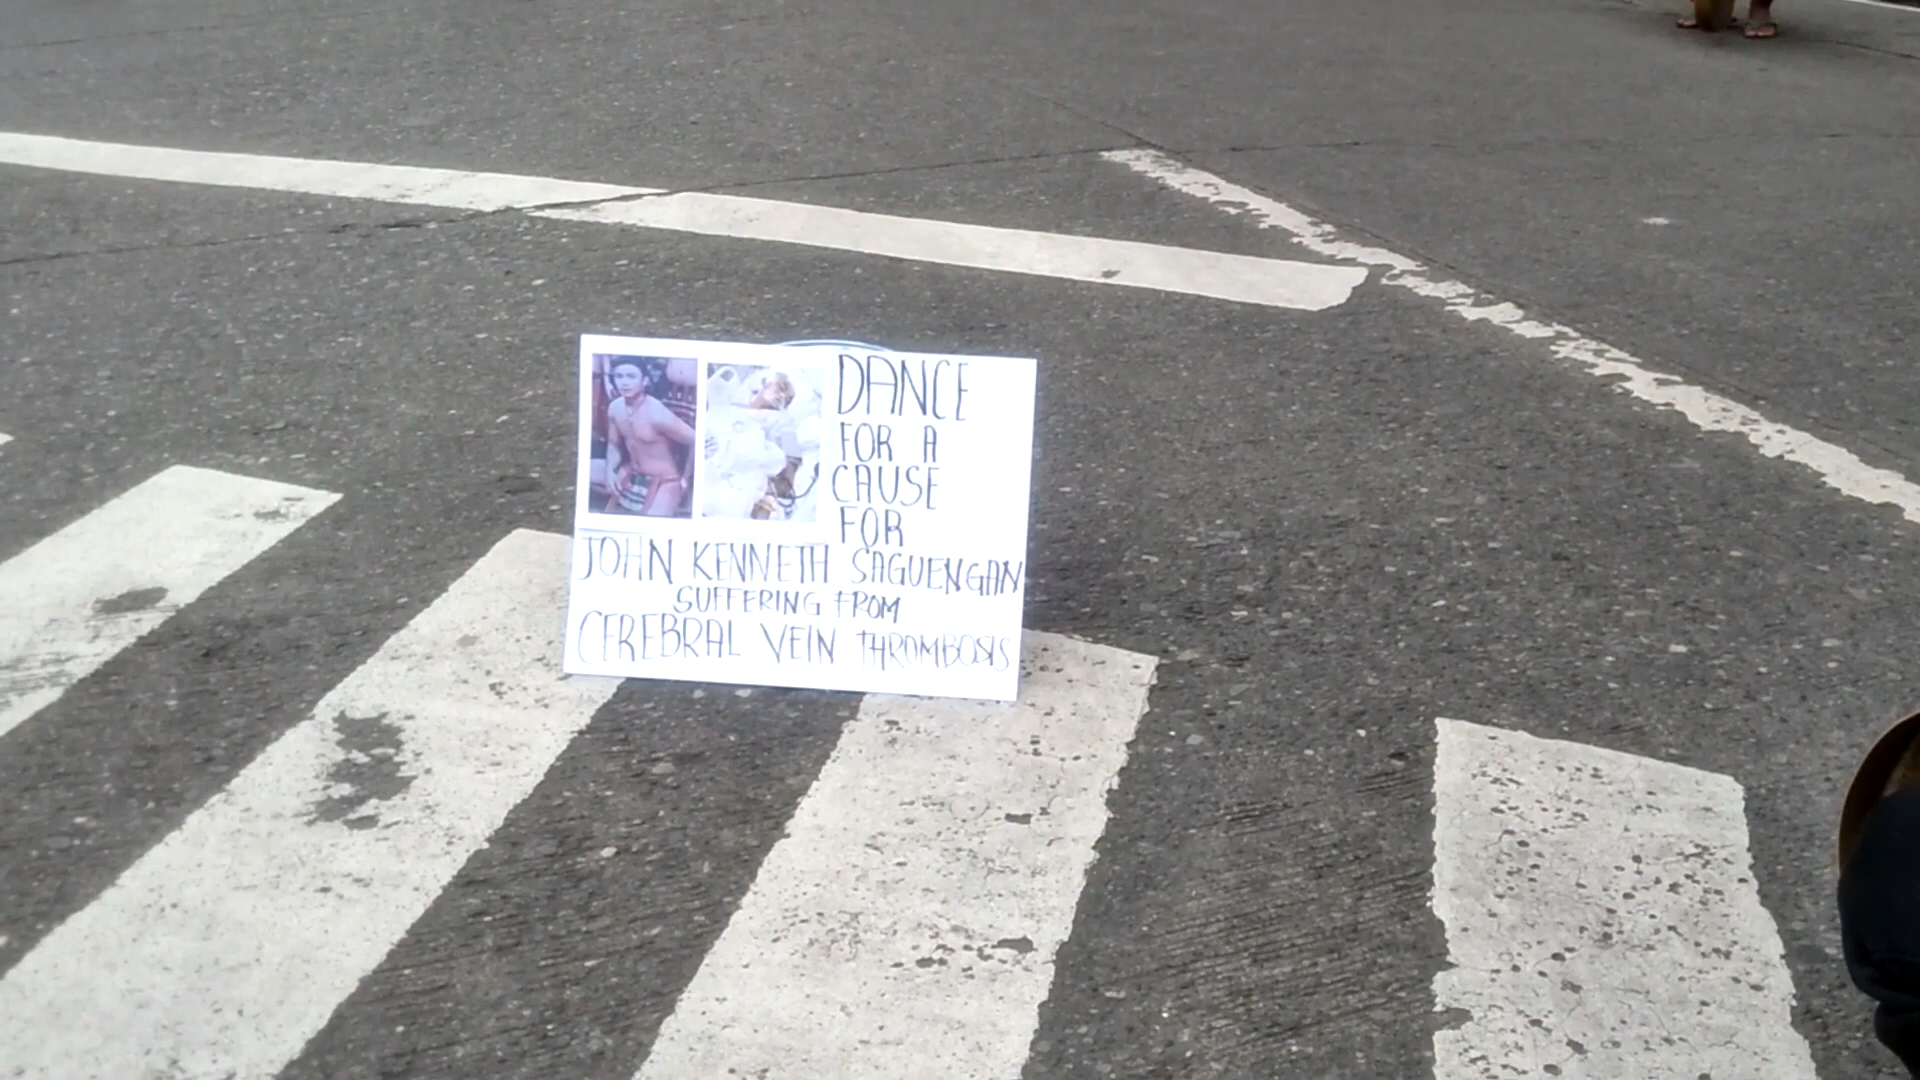 DANCE
FOR A
CAUSE
FOR
JOHN KENNETH SAGUENGAN
SUFFERING FROM
CEREBRAL VEIN THROMBOSIS